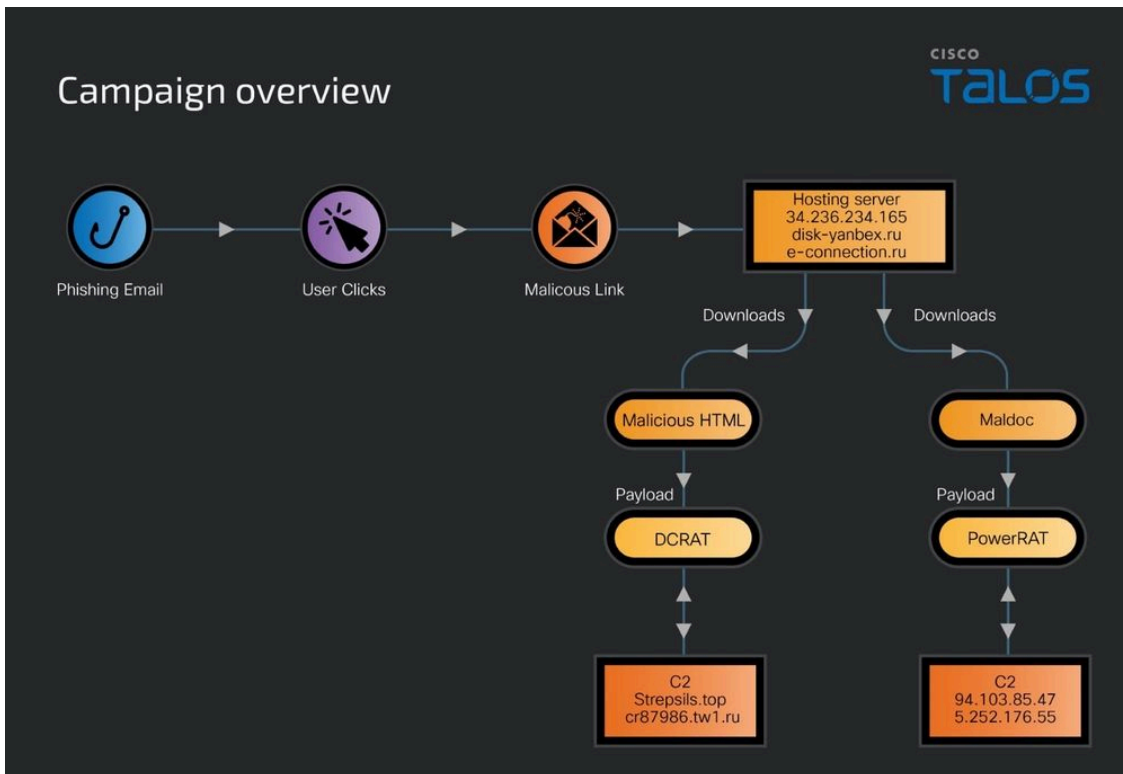 CISCO
TALOS
Campaign overview
Phishing Email
User Clicks
Malicous Link
Hosting server
34.236.234.165
disk-yanbex.ru
e-connection.ru
Downloads
Downloads
Malicious HTML
Maldoc
Payload
Payload
DCRAT
PowerRAT
C2
Strepsils.top
cr87986.tw1.ru
C2
94.103.85.47
5.252.176.55